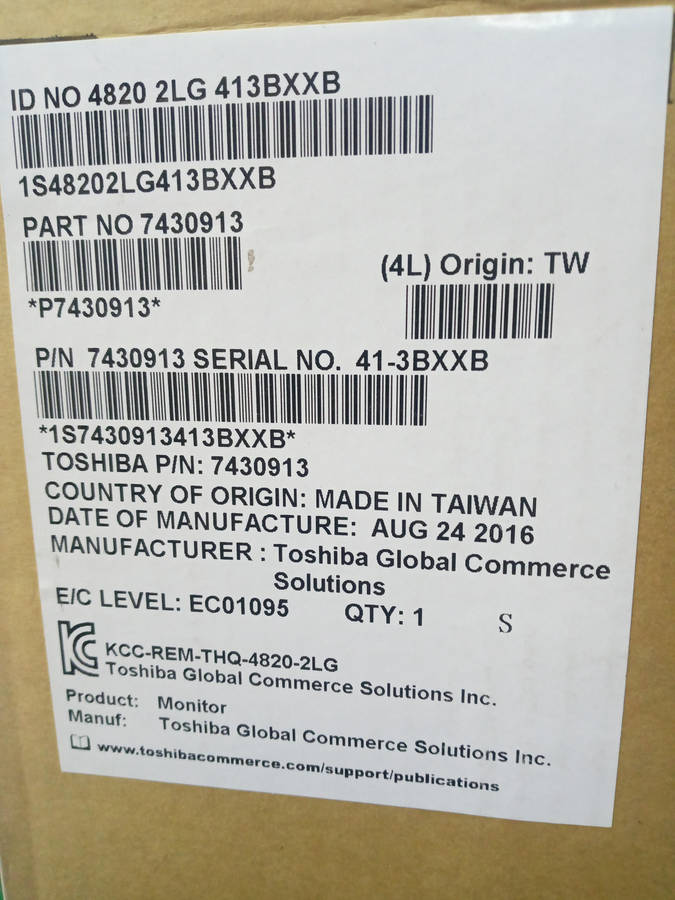 ID NO 4820 2LG 413BXXB
1S48202LG413BXXB
PART NO 7430913
*P7430913*
(4L) Origin: TW
P/N 7430913 SERIAL NO. 41-3BXXB
*1S7430913413BXXB*
TOSHIBA P/N: 7430913
COUNTRY OF ORIGIN: MADE IN TAIWAN
DATE OF MANUFACTURE: AUG 24 2016
MANUFACTURER : Toshiba Global Commerce
Solutions
E/C LEVEL: EC01095 QTY: 1 S
KCC-REM-THQ-4820-2LG
Toshiba Global Commerce Solutions Inc.
Product: Monitor
Manuf: Toshiba Global Commerce Solutions Inc.
www.toshibacommerce.com/support/publications